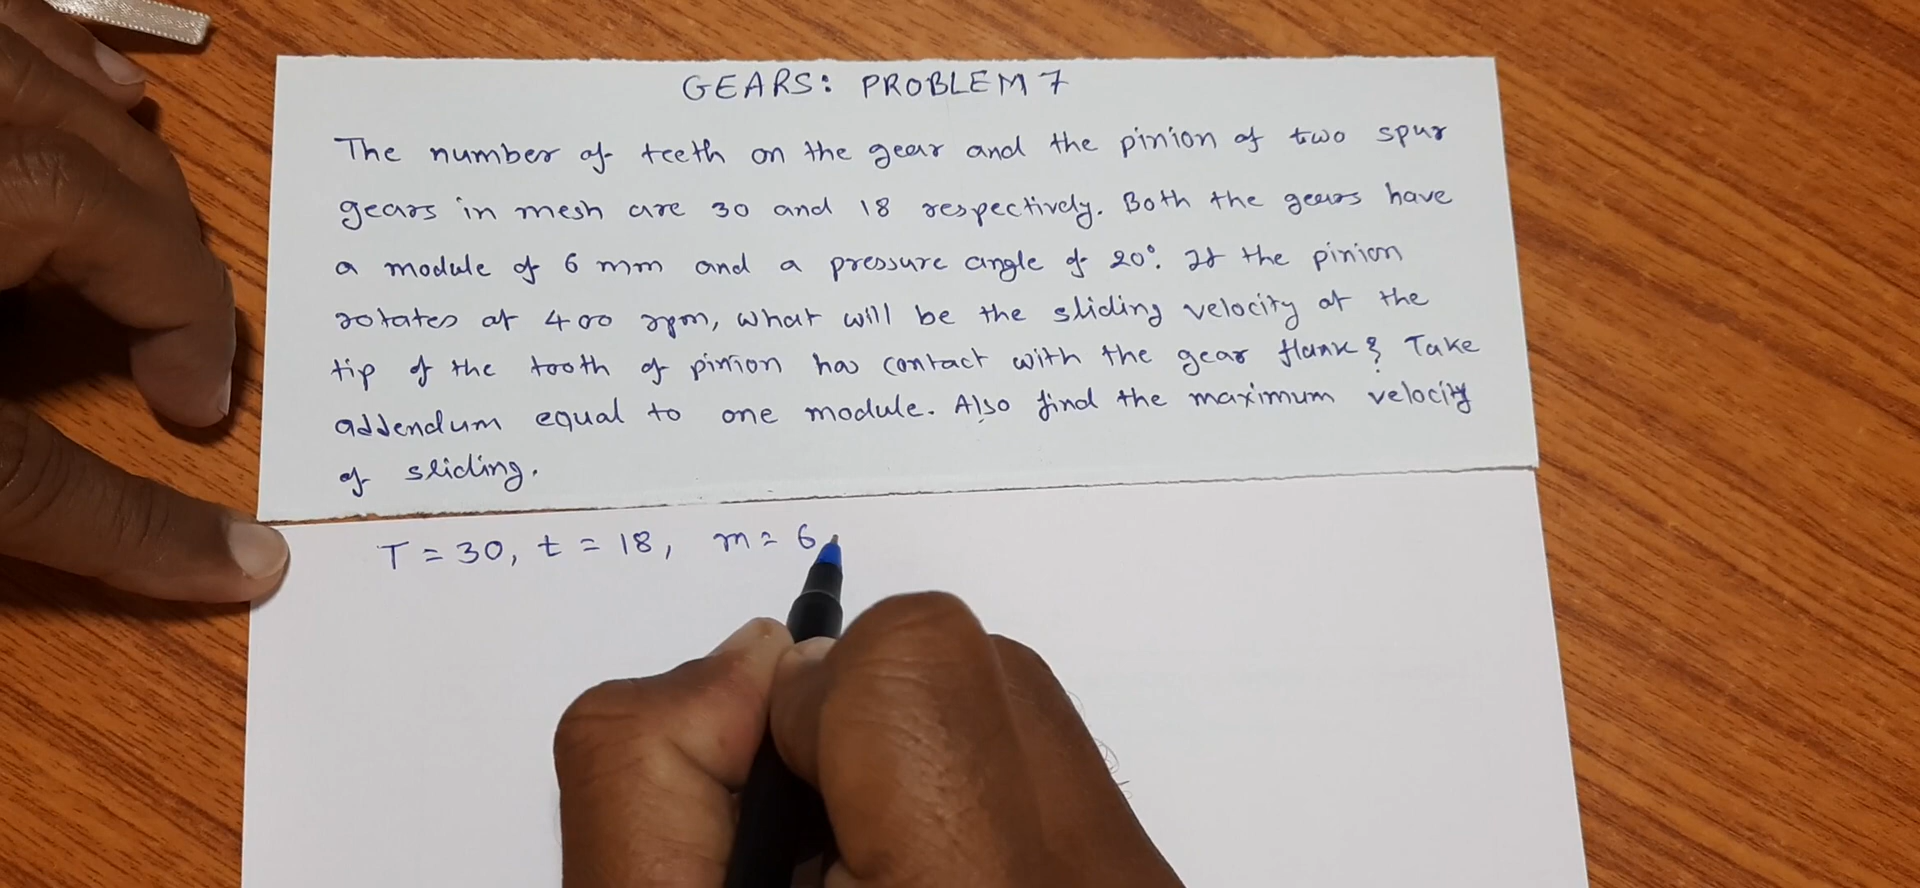 GEARS: PROBLEM 7
The number of teeth on the gear and the pinion of two spur
gears in mesh are 30 and 18 respectively. Both the gears have
a module of 6 mm and a pressure angle of 20°. If the pinion
rotates at 400 rpm, what will be the sliding velocity at the
tip of the tooth of pinion has contact with the gear flank? Take
addendum equal to one module. Also find the maximum velocity
of sliding.
T = 30, t = 18, m = 6